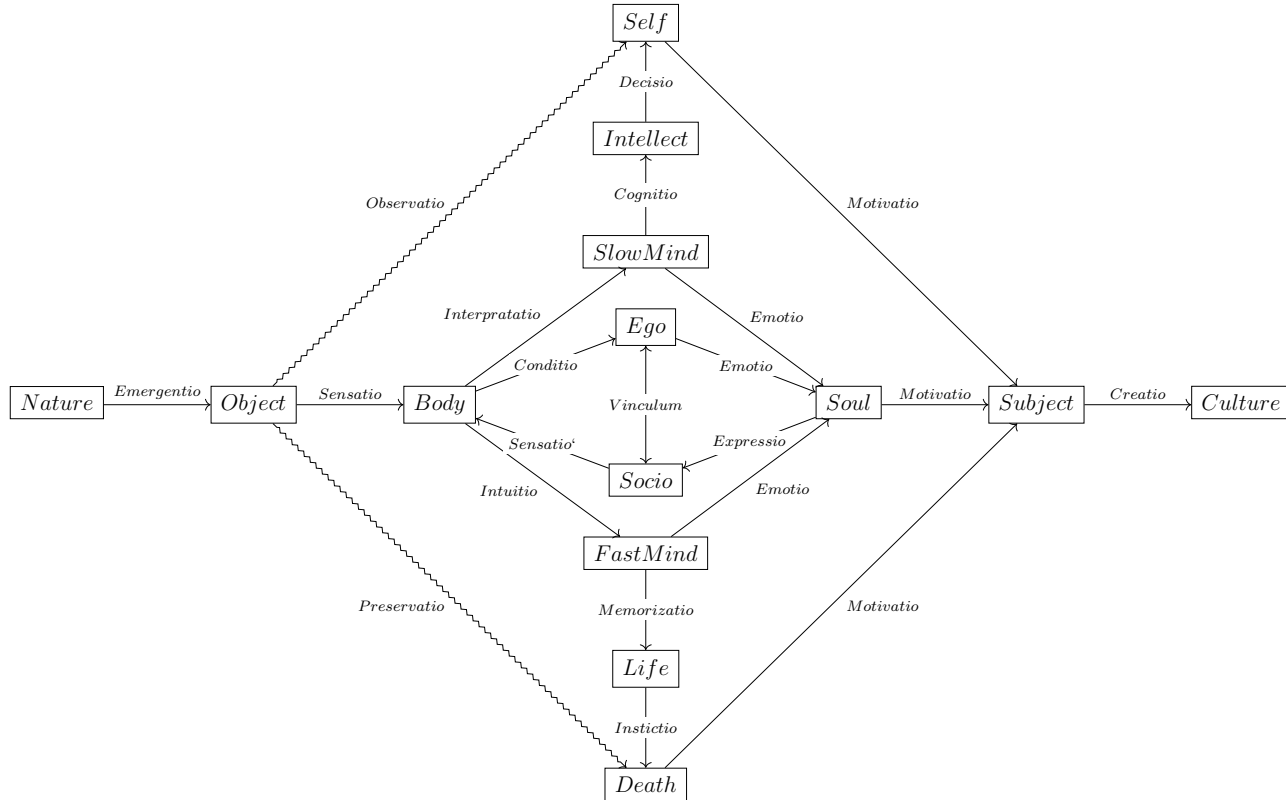 Self
Decisio
Intellect
Observatio
Cognitio
Motivatio
SlowMind
Interpratatio
Emotio
Ego
Conditio
Emotio
Nature
Emergentio
Object
Sensatio
Body
Vinculum
Soul
Motivatio
Subject
Creatio
Culture
Sensatio‘
Expressio
Socio
Intuitio
Emotio
FastMind
Preservatio
Memorizatio
Motivatio
Life
Instictio
Death